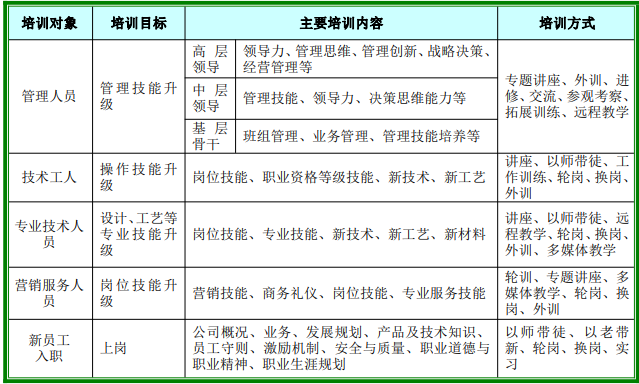 培训对象 培训目标 主要培训内容 培训方式
管理人员
管理技能升
级
高层
领导
领导力、管理思维、管理创新、战略决策、
经营管理等
中层
领导
管理技能、领导力、决策思维能力等
基层
骨干
班组管理、业务管理、管理技能培养等
专题讲座、外训、进
修、交流、参观考察、
拓展训练、远程教学
技术工人
操作技能升
级
岗位技能、职业资格等级技能、新技术、新工艺
讲座、以师带徒、工
作训练、轮岗、换岗、
外训
专业技术人
员
设计、工艺等
专业技能升
级
岗位技能、专业技能、新技术、新工艺、新材料
讲座、以师带徒、远
程教学、轮岗、换岗、
外训、多媒体教学
营销服务人
员
岗位技能升
级
营销技能、商务礼仪、岗位技能、专业服务技能
轮训、专题讲座、多
媒体教学、轮岗、换
岗、外训
新员工
入职
上岗
公司概况、业务、发展规划、产品及技术知识、
员工守则、激励机制、安全与质量、职业道德与
职业精神、职业生涯规划
以师带徒、以老带
新、轮岗、换岗、实
习